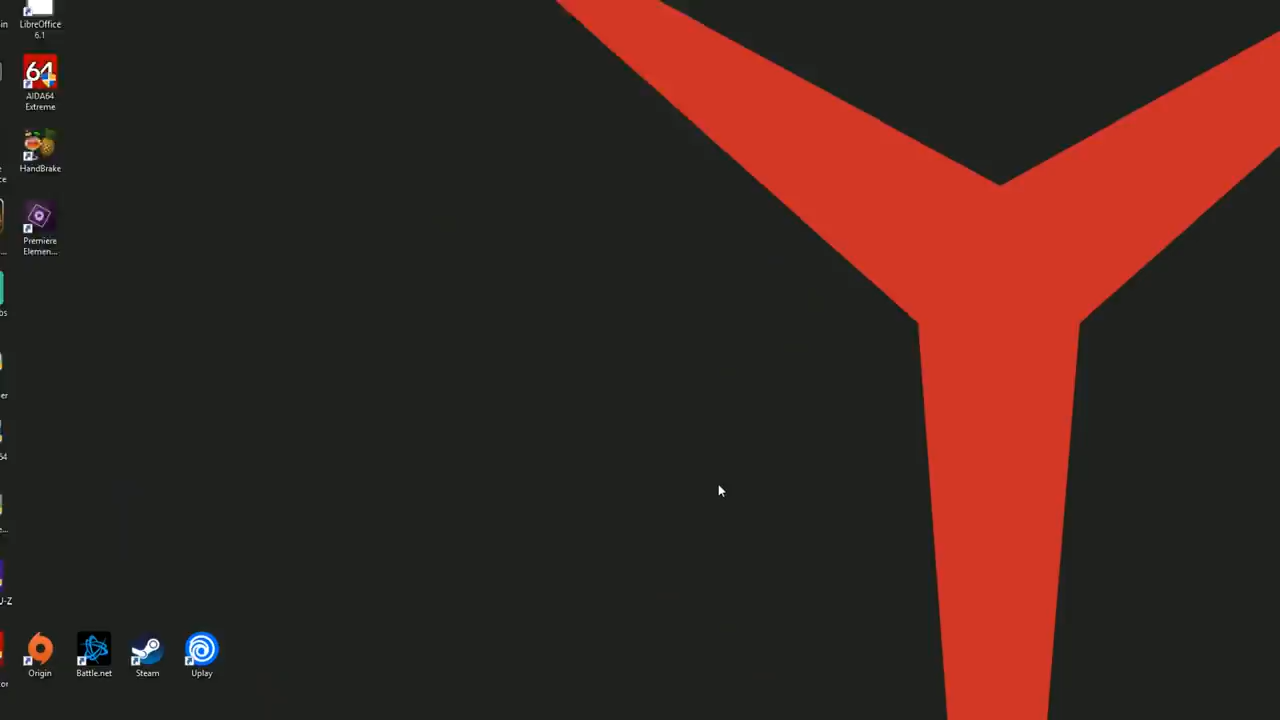 LibreOffice
6.1
AIDA64
Extreme
HandBrake
Premiere
Elemen...
64
Origin
Battle.net
Steam
Uplay